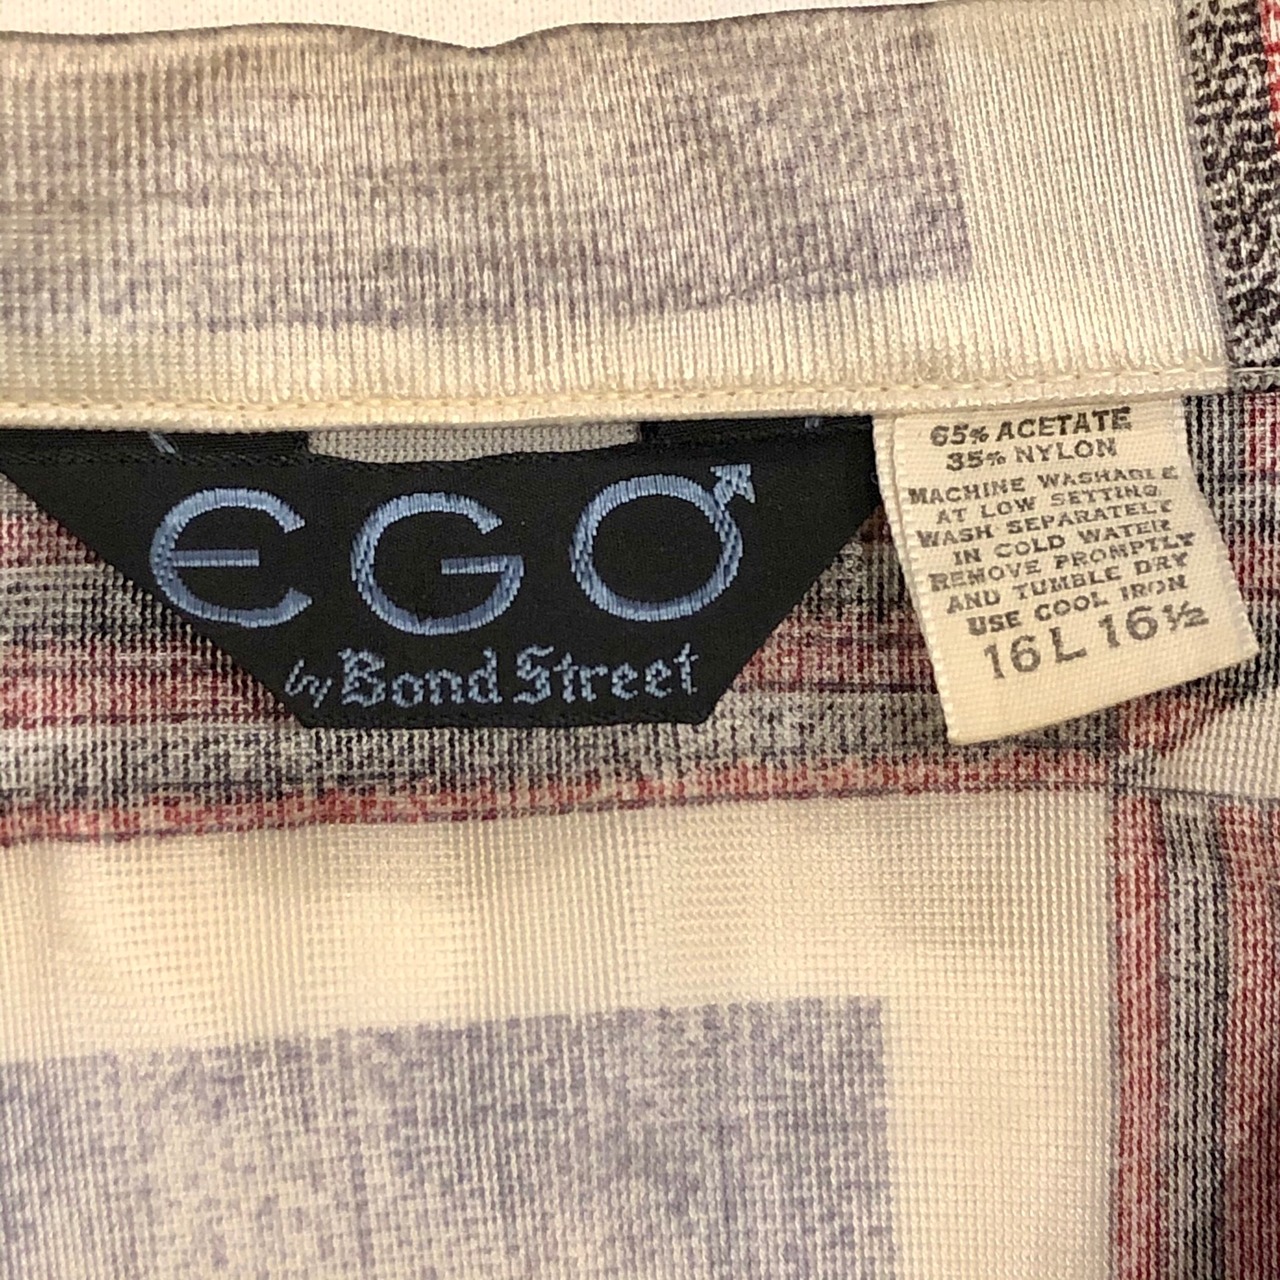 EGO
by Bond Street
65% ACETATE
35% NYLON
MACHINE WASHABLE
AT LOW SETTING
WASH SEPARATELY
IN COLD WATER
REMOVE PROMPTLY
AND TUMBLE DRY
USE COOL IRON
16 L 16½